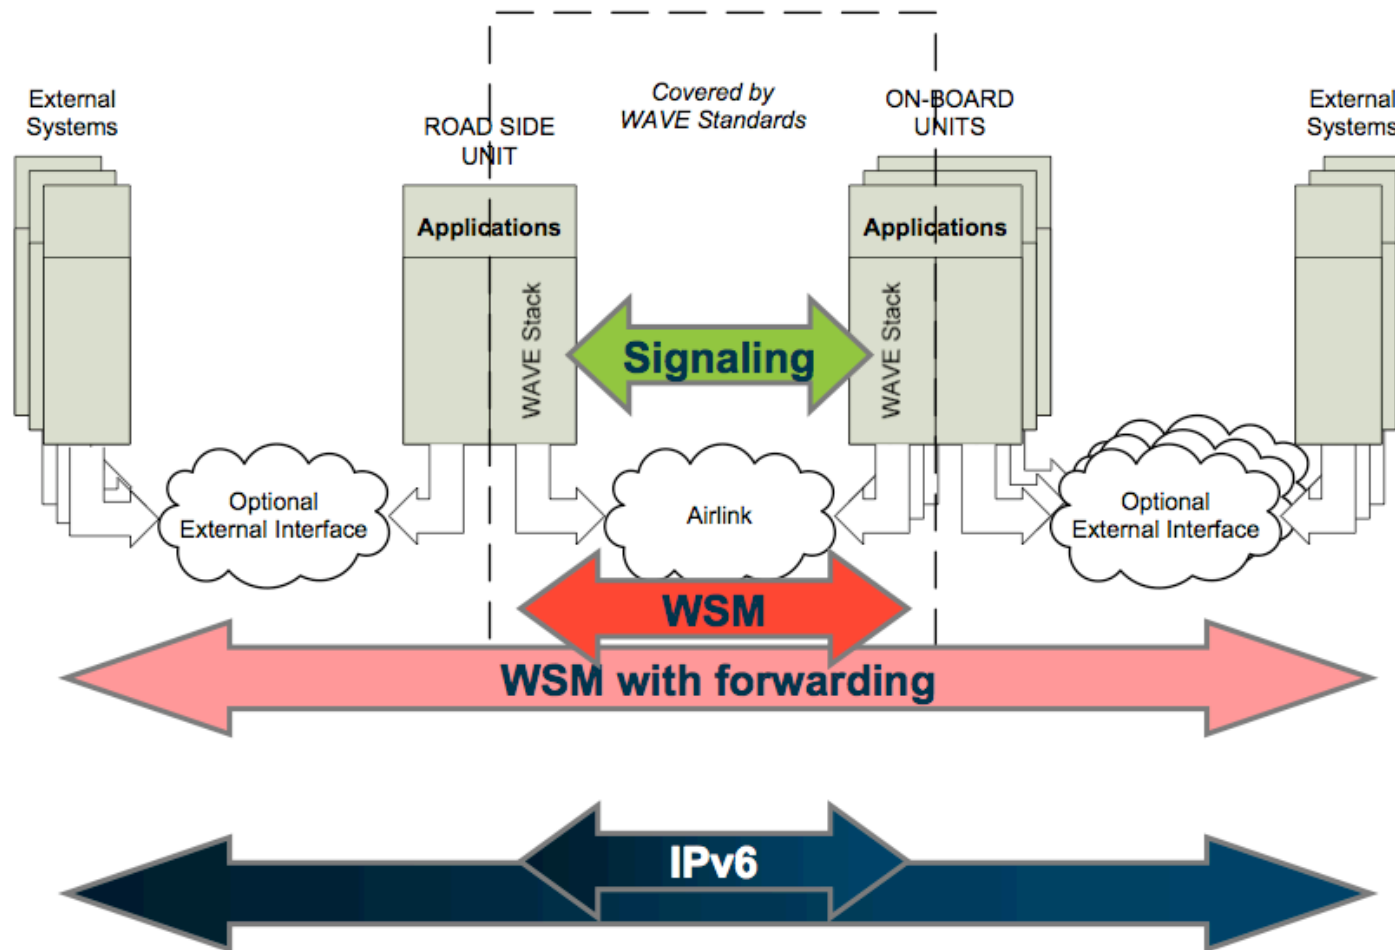 External
Systems
ROAD SIDE
UNIT
Covered by
WAVE Standards
ON-BOARD
UNITS
External
Systems
Applications
Applications
WAVE Stack
Signaling
WAVE Stack
Optional
External Interface
Airlink
Optional
External Interface
WSM
WSM with forwarding
IPv6